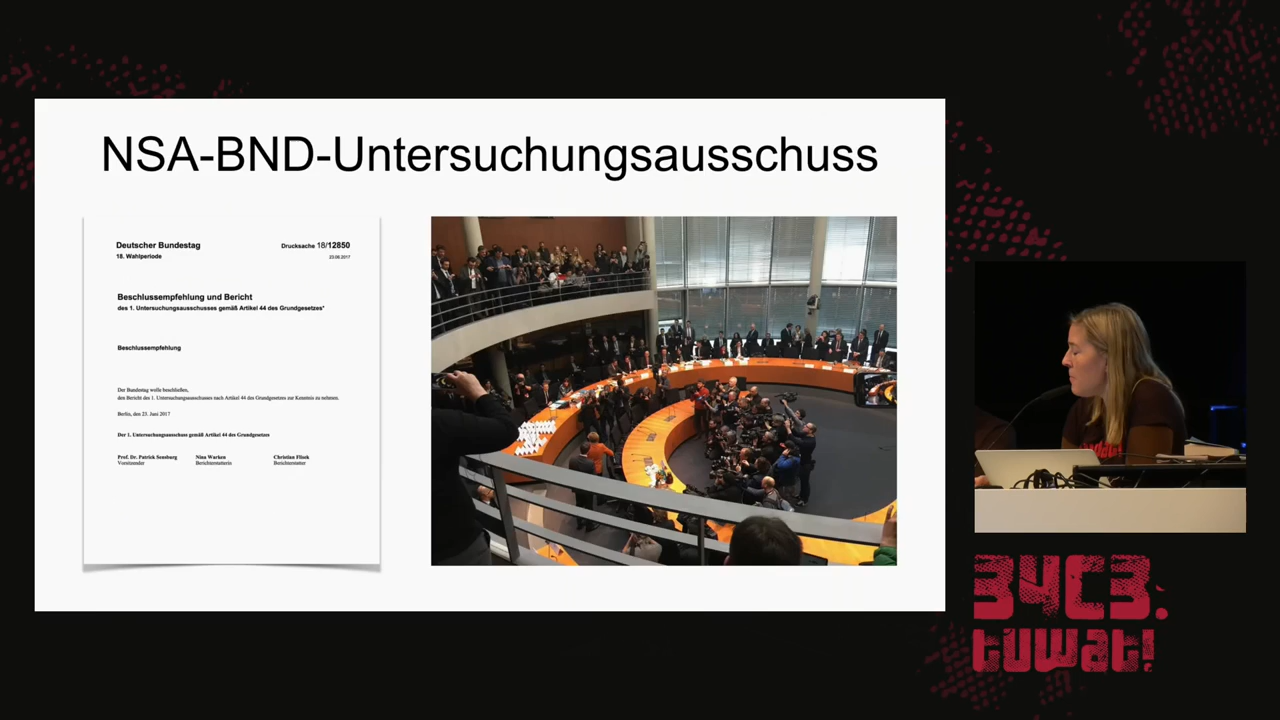 NSA-BND-Untersuchungsausschuss
Deutscher Bundestag
Drucksache 18/12850
18. Wahlperiode
23.06.2017
Beschlussempfehlung und Bericht
des 1. Untersuchungsausschusses gemäß Artikel 44 des Grundgesetzes*
Beschlussempfehlung
Der Bundestag wolle beschließen,
den Bericht des 1. Untersuchungsausschusses nach Artikel 44 des Grundgesetzes zur Kenntnis zu nehmen.
Berlin, den 23. Juni 2017
Der 1. Untersuchungsausschuss gemäß Artikel 44 des Grundgesetzes
Prof. Dr. Patrick Sensburg Nina Warken Christian Flisek
Vorsitzender Berichterstatterin Berichterstatter
34C3.
tuwat!